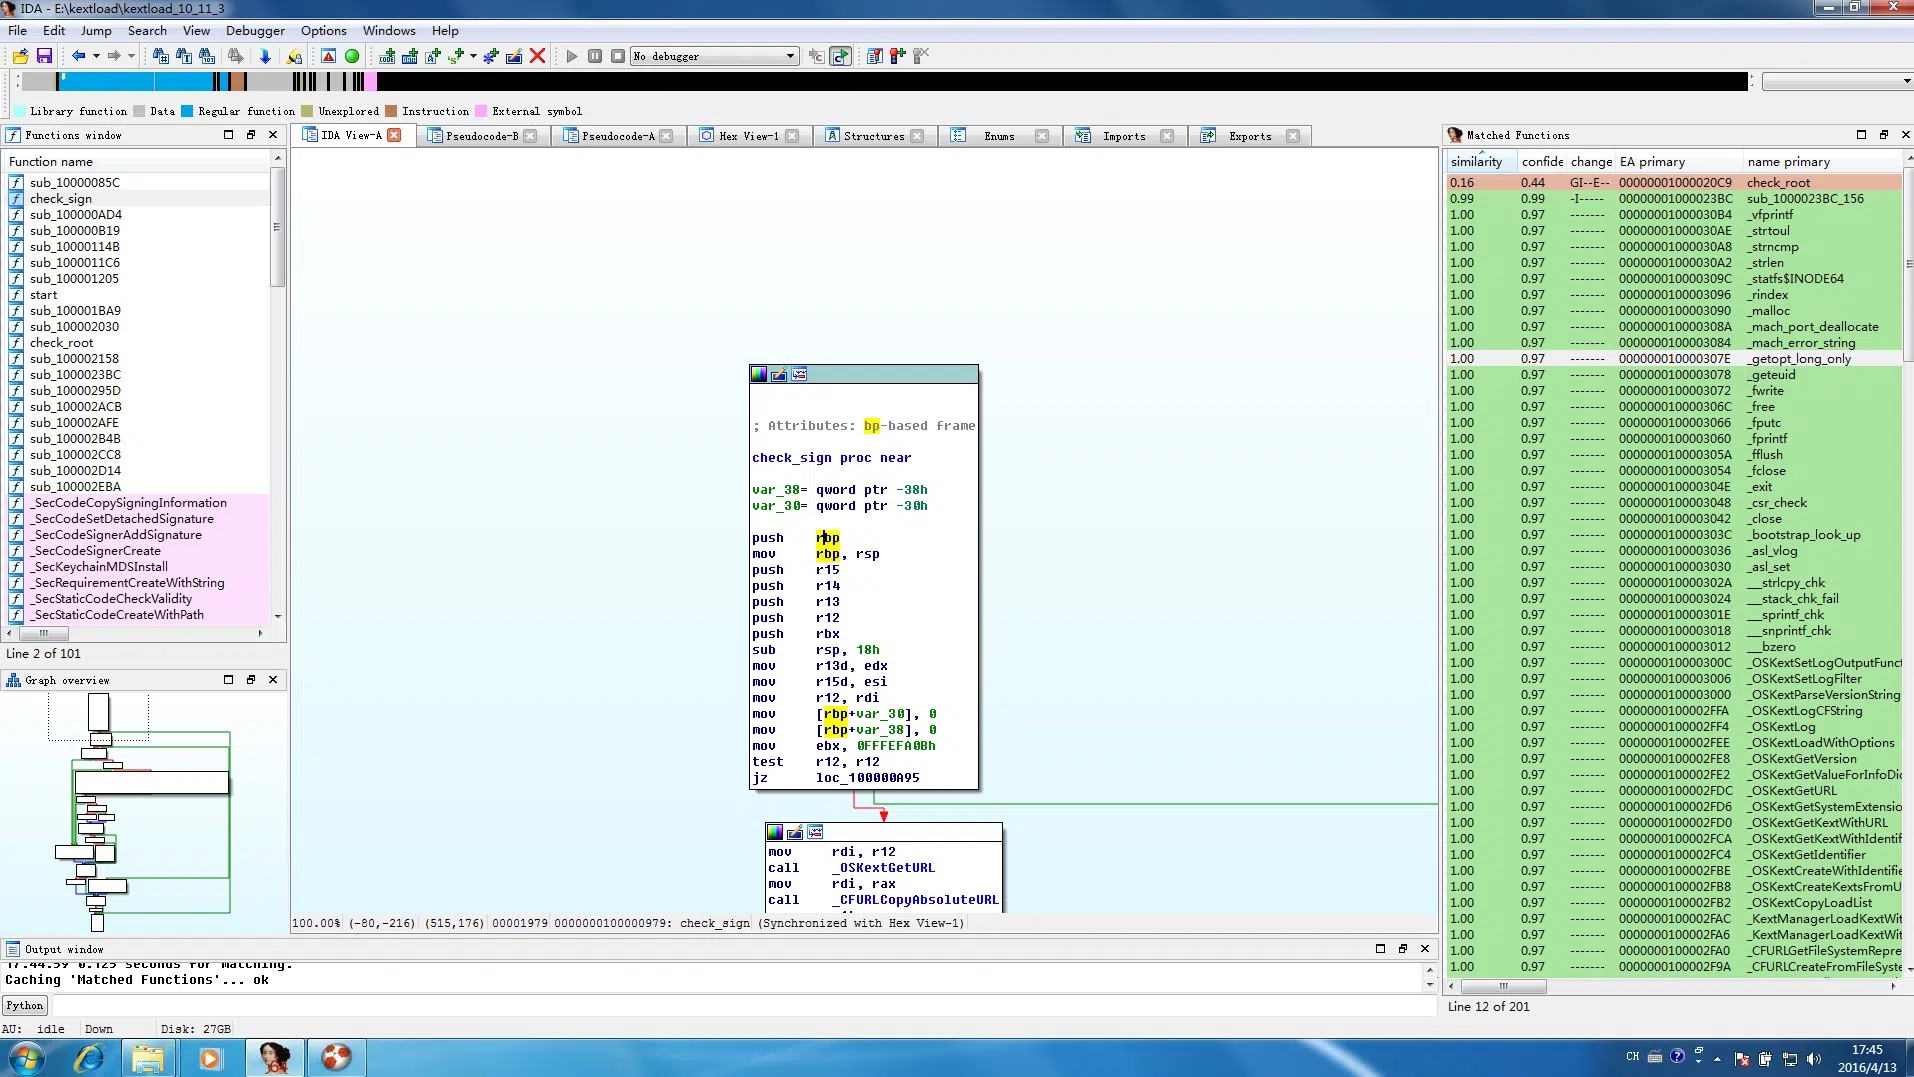 IDA - E:\kextload\kextload_10_11_3
File Edit Jump Search View Debugger Options Windows Help
No debugger
Library function Data Regular function Unexplored Instruction External symbol
Functions window
Function name
sub_10000085C
check_sign
sub_100000AD4
sub_100000B19
sub_10000114B
sub_1000011C6
sub_100001205
start
sub_100001BA9
sub_100002030
check_root
sub_100002158
sub_1000023BC
sub_10000295D
sub_100002ACB
sub_100002AFE
sub_100002B4B
sub_100002CC8
sub_100002D14
sub_100002EBA
_SecCodeCopySigningInformation
_SecCodeSetDetachedSignature
_SecCodeSignerAddSignature
_SecCodeSignerCreate
_SecKeychainMDSInstall
_SecRequirementCreateWithString
_SecStaticCodeCheckValidity
_SecStaticCodeCreateWithPath
Line 2 of 101
Graph overview
IDA View-A Pseudocode-B Pseudocode-A Hex View-1 Structures Enums Imports Exports
; Attributes: bp-based frame
check_sign proc near
var_38= qword ptr -38h
var_30= qword ptr -30h
push rbp
mov rbp, rsp
push r15
push r14
push r13
push r12
push rbx
sub rsp, 18h
mov r13d, edx
mov r15d, esi
mov r12, rdi
mov [rbp+var_30], 0
mov [rbp+var_38], 0
mov ebx, 0FFFEFA0Bh
test r12, r12
jz loc_100000A95
mov rdi, r12
call _OSKextGetURL
mov rdi, rax
call _CFURLCopyAbsoluteURL
100.00% (-80,-216) (515,176) 00001979 0000000100000979: check_sign (Synchronized with Hex View-1)
Matched Functions
similarity confide change EA primary name primary
0.16 0.44 GI--E-- 00000001000020C9 check_root
0.99 0.99 -I----- 00000001000023BC sub_1000023BC_156
1.00 0.97 ------- 00000001000030B4 _vfprintf
1.00 0.97 ------- 00000001000030AE _strtoul
1.00 0.97 ------- 00000001000030A8 _strncmp
1.00 0.97 ------- 00000001000030A2 _strlen
1.00 0.97 ------- 000000010000309C _statfs$INODE64
1.00 0.97 ------- 0000000100003096 _rindex
1.00 0.97 ------- 0000000100003090 _malloc
1.00 0.97 ------- 000000010000308A _mach_port_deallocate
1.00 0.97 ------- 0000000100003084 _mach_error_string
1.00 0.97 ------- 000000010000307E _getopt_long_only
1.00 0.97 ------- 0000000100003078 _geteuid
1.00 0.97 ------- 0000000100003072 _fwrite
1.00 0.97 ------- 000000010000306C _free
1.00 0.97 ------- 0000000100003066 _fputc
1.00 0.97 ------- 0000000100003060 _fprintf
1.00 0.97 ------- 000000010000305A _fflush
1.00 0.97 ------- 0000000100003054 _fclose
1.00 0.97 ------- 000000010000304E _exit
1.00 0.97 ------- 0000000100003048 _csr_check
1.00 0.97 ------- 0000000100003042 _close
1.00 0.97 ------- 000000010000303C _bootstrap_look_up
1.00 0.97 ------- 0000000100003036 _asl_vlog
1.00 0.97 ------- 0000000100003030 _asl_set
1.00 0.97 ------- 000000010000302A ___strlcpy_chk
1.00 0.97 ------- 0000000100003024 ___stack_chk_fail
1.00 0.97 ------- 000000010000301E ___sprintf_chk
1.00 0.97 ------- 0000000100003018 ___snprintf_chk
1.00 0.97 ------- 0000000100003012 ___bzero
1.00 0.97 ------- 000000010000300C _OSKextSetLogOutputFunct
1.00 0.97 ------- 0000000100003006 _OSKextSetLogFilter
1.00 0.97 ------- 0000000100003000 _OSKextParseVersionString
1.00 0.97 ------- 0000000100002FFA _OSKextLogCFString
1.00 0.97 ------- 0000000100002FF4 _OSKextLog
1.00 0.97 ------- 0000000100002FEE _OSKextLoadWithOptions
1.00 0.97 ------- 0000000100002FE8 _OSKextGetVersion
1.00 0.97 ------- 0000000100002FE2 _OSKextGetValueForInfoDic
1.00 0.97 ------- 0000000100002FDC _OSKextGetURL
1.00 0.97 ------- 0000000100002FD6 _OSKextGetSystemExtension
1.00 0.97 ------- 0000000100002FD0 _OSKextGetKextWithURL
1.00 0.97 ------- 0000000100002FCA _OSKextGetKextWithIdentif
1.00 0.97 ------- 0000000100002FC4 _OSKextGetIdentifier
1.00 0.97 ------- 0000000100002FBE _OSKextCreateWithIdentifie
1.00 0.97 ------- 0000000100002FB8 _OSKextCreateKextsFromU
1.00 0.97 ------- 0000000100002FB2 _OSKextCopyLoadList
1.00 0.97 ------- 0000000100002FAC _KextManagerLoadKextWit
1.00 0.97 ------- 0000000100002FA6 _KextManagerLoadKextWit
1.00 0.97 ------- 0000000100002FA0 _CFURLGetFileSystemRepre
1.00 0.97 ------- 0000000100002F9A _CFURLCreateFromFileSyste
Line 12 of 201
Output window
17:44:59 0.125 seconds for matching.
Caching 'Matched Functions'... ok
Python
AU: idle Down Disk: 27GB
CH 17:45
2016/4/13